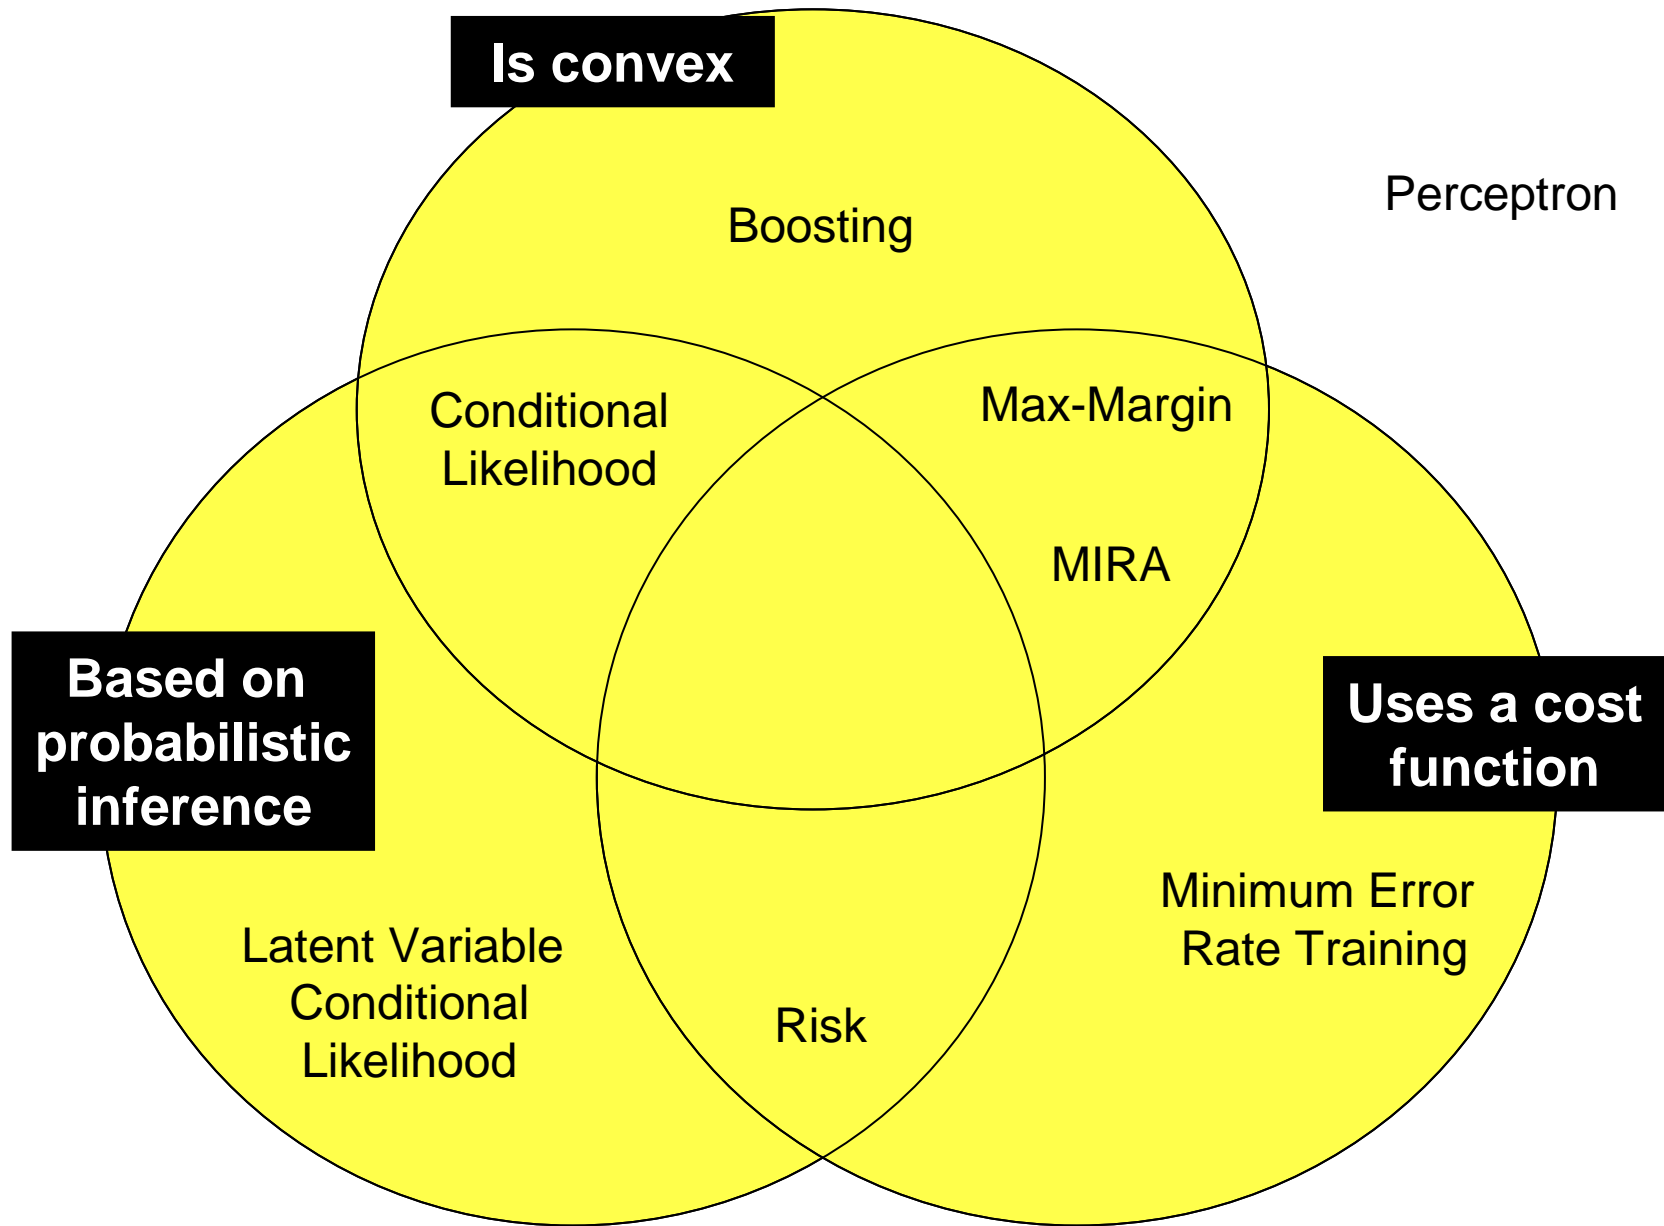 Is convex
Perceptron
Boosting
Conditional
Likelihood
Max-Margin
MIRA
Based on
probabilistic
inference
Uses a cost
function
Minimum Error
Rate Training
Latent Variable
Conditional
Likelihood
Risk